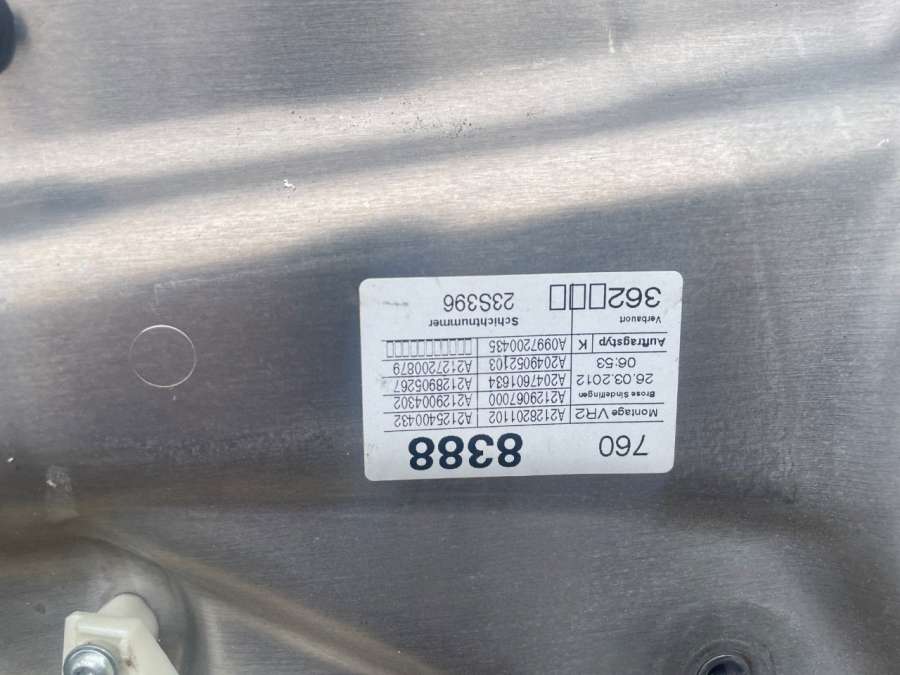 760 8388
Montage VR2 A2128201102 A2125400432
Brose Sindelfingen A2129067000 A2129004302
26.03.2012 A2047601634 A2128905267
06:53 A2049052103 A2127200879
Auftragstyp K A0997200435 □□□□□□□□□□□
Verbauort Schichtnummer
362□□□ 23S396